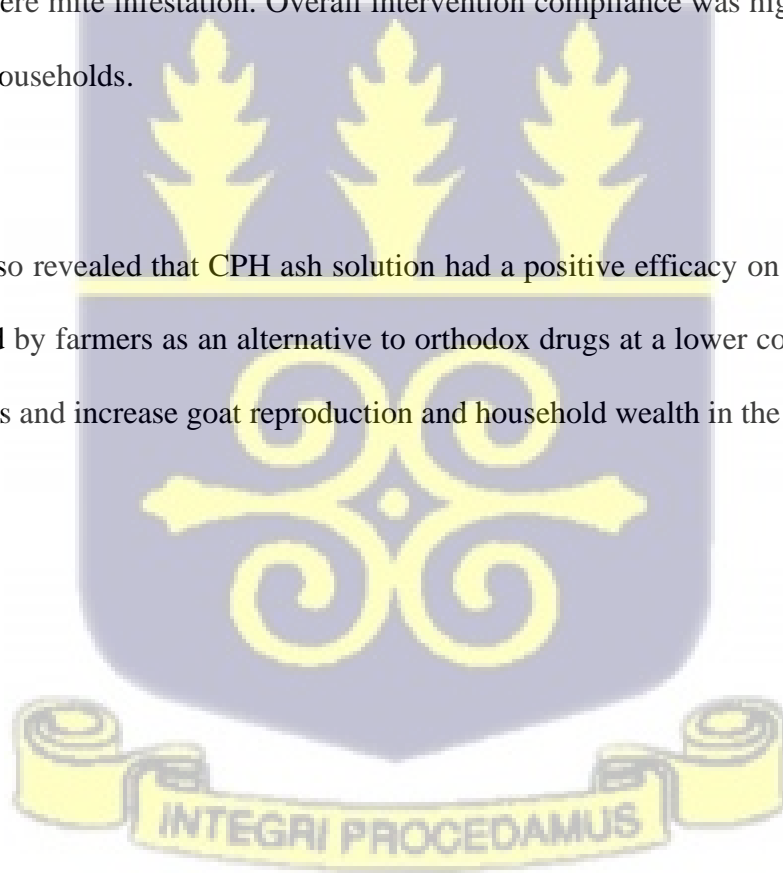 ere mite infestation. Overall intervention compliance was hig
ouseholds.
so revealed that CPH ash solution had a positive efficacy on
d by farmers as an alternative to orthodox drugs at a lower co
s and increase goat reproduction and household wealth in the
INTEGRI PROCEDAMUS